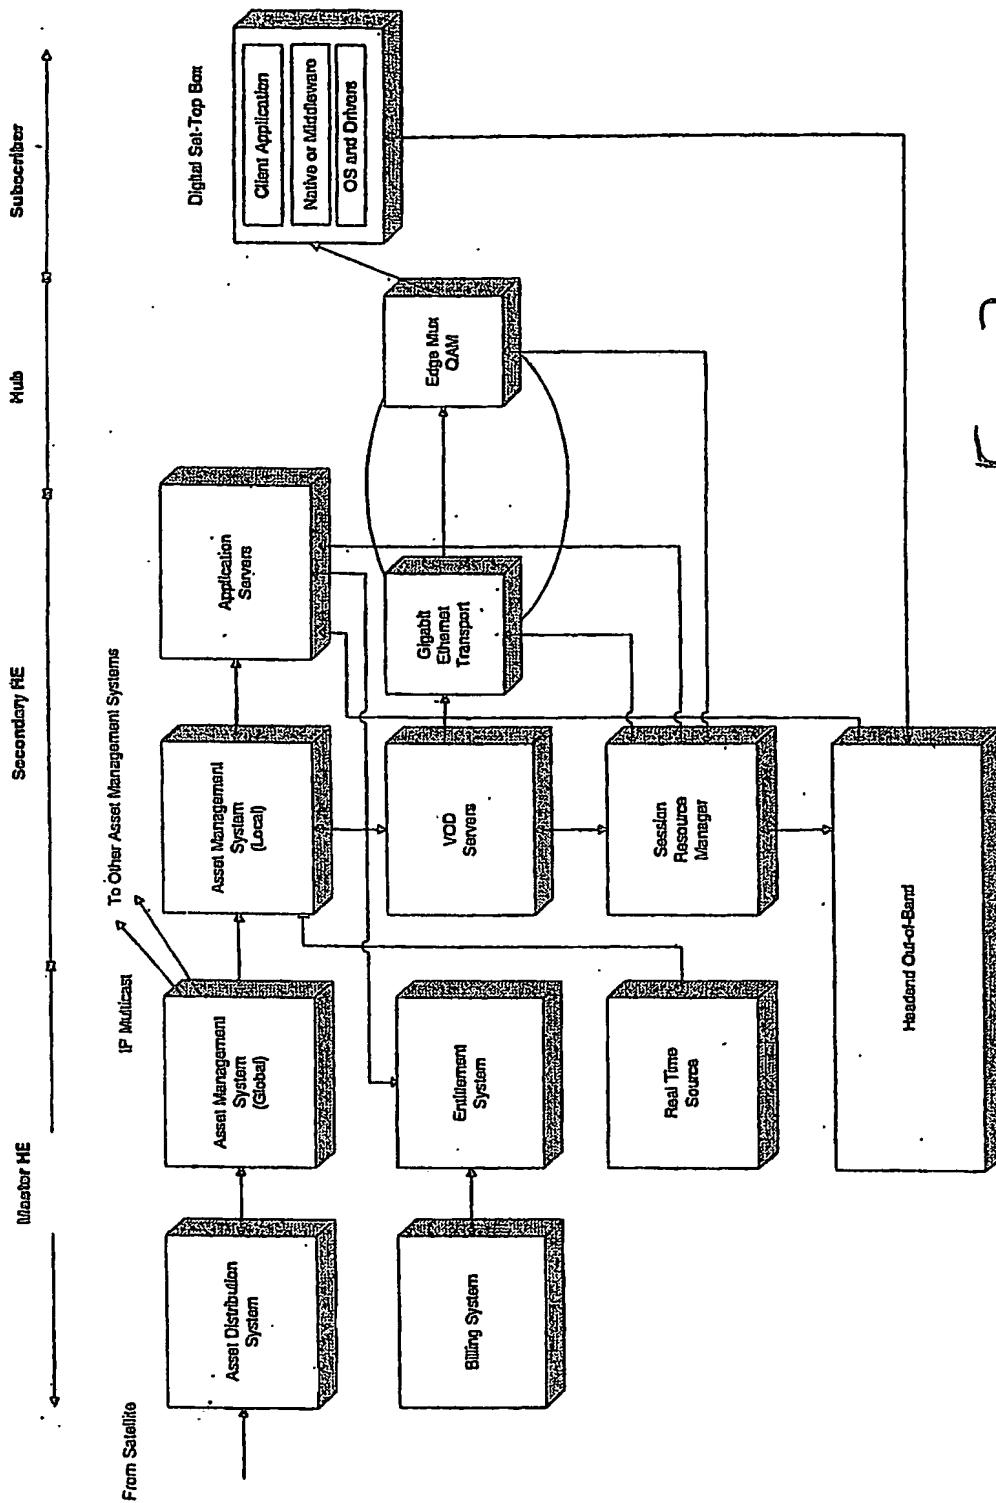 Master HE
Secondary HE
Hub
Subscriber
From Satellite
Asset Distribution
System
Asset Management
System
(Global)
IP Multicast
To Other Asset Management Systems
Asset Management
System
(Local)
Application
Servers
Digital Set-Top Box
Client Application
Native or Middleware
OS and Drivers
Billing System
Entitlement
System
VOD
Servers
Gigabit
Ethernet
Transport
Edge Mux
QAM
Real Time
Source
Session
Resource
Manager
Headend Out-of-Band